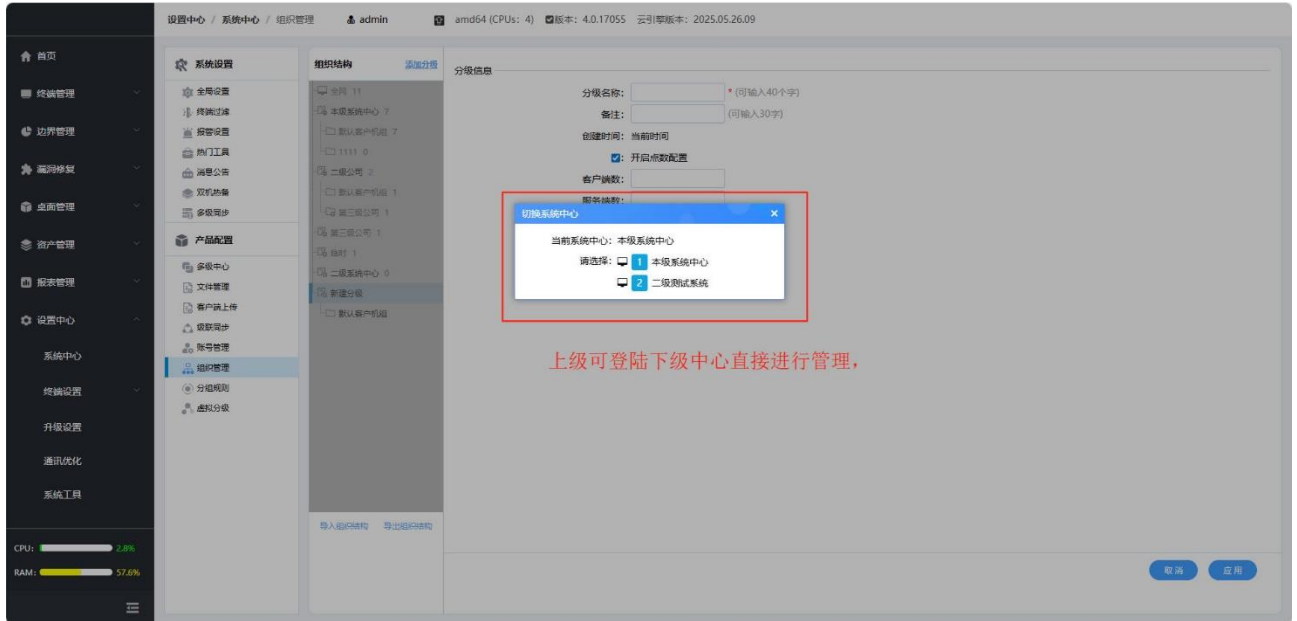 设置中心 / 系统中心 / 组织管理 admin amd64 (CPUs: 4) 版本: 4.0.17055 云引擎版本: 2025.05.26.09
首页
终端管理
边界管理
漏洞修复
桌面管理
资产管理
报表管理
设置中心
系统中心
终端设置
升级设置
通讯优化
系统工具
CPU: 2.8%
RAM: 57.6%
系统设置
全局设置
终端过滤
报警设置
热门工具
消息公告
双机热备
多级同步
产品配置
多级中心
文件管理
客户端上传
级联同步
账号管理
组织管理
分组规则
虚拟分级
组织结构 添加分级
全网 11
本级系统中心 7
默认客户机组 7
1111 0
二级公司 2
默认客户机组 1
第三级公司 1
第三级公司 1
临时 1
二级系统中心 0
新建分级
默认客户机组
导入组织结构 导出组织结构
分级信息
分级名称: * (可输入40个字)
备注: (可输入30字)
创建时间: 当前时间
: 开启点数配置
客户端数:
服务端数:
切换系统中心 ×
当前系统中心: 本级系统中心
请选择: 1 本级系统中心
2 二级测试系统
上级可登陆下级中心直接进行管理，
取消 应用